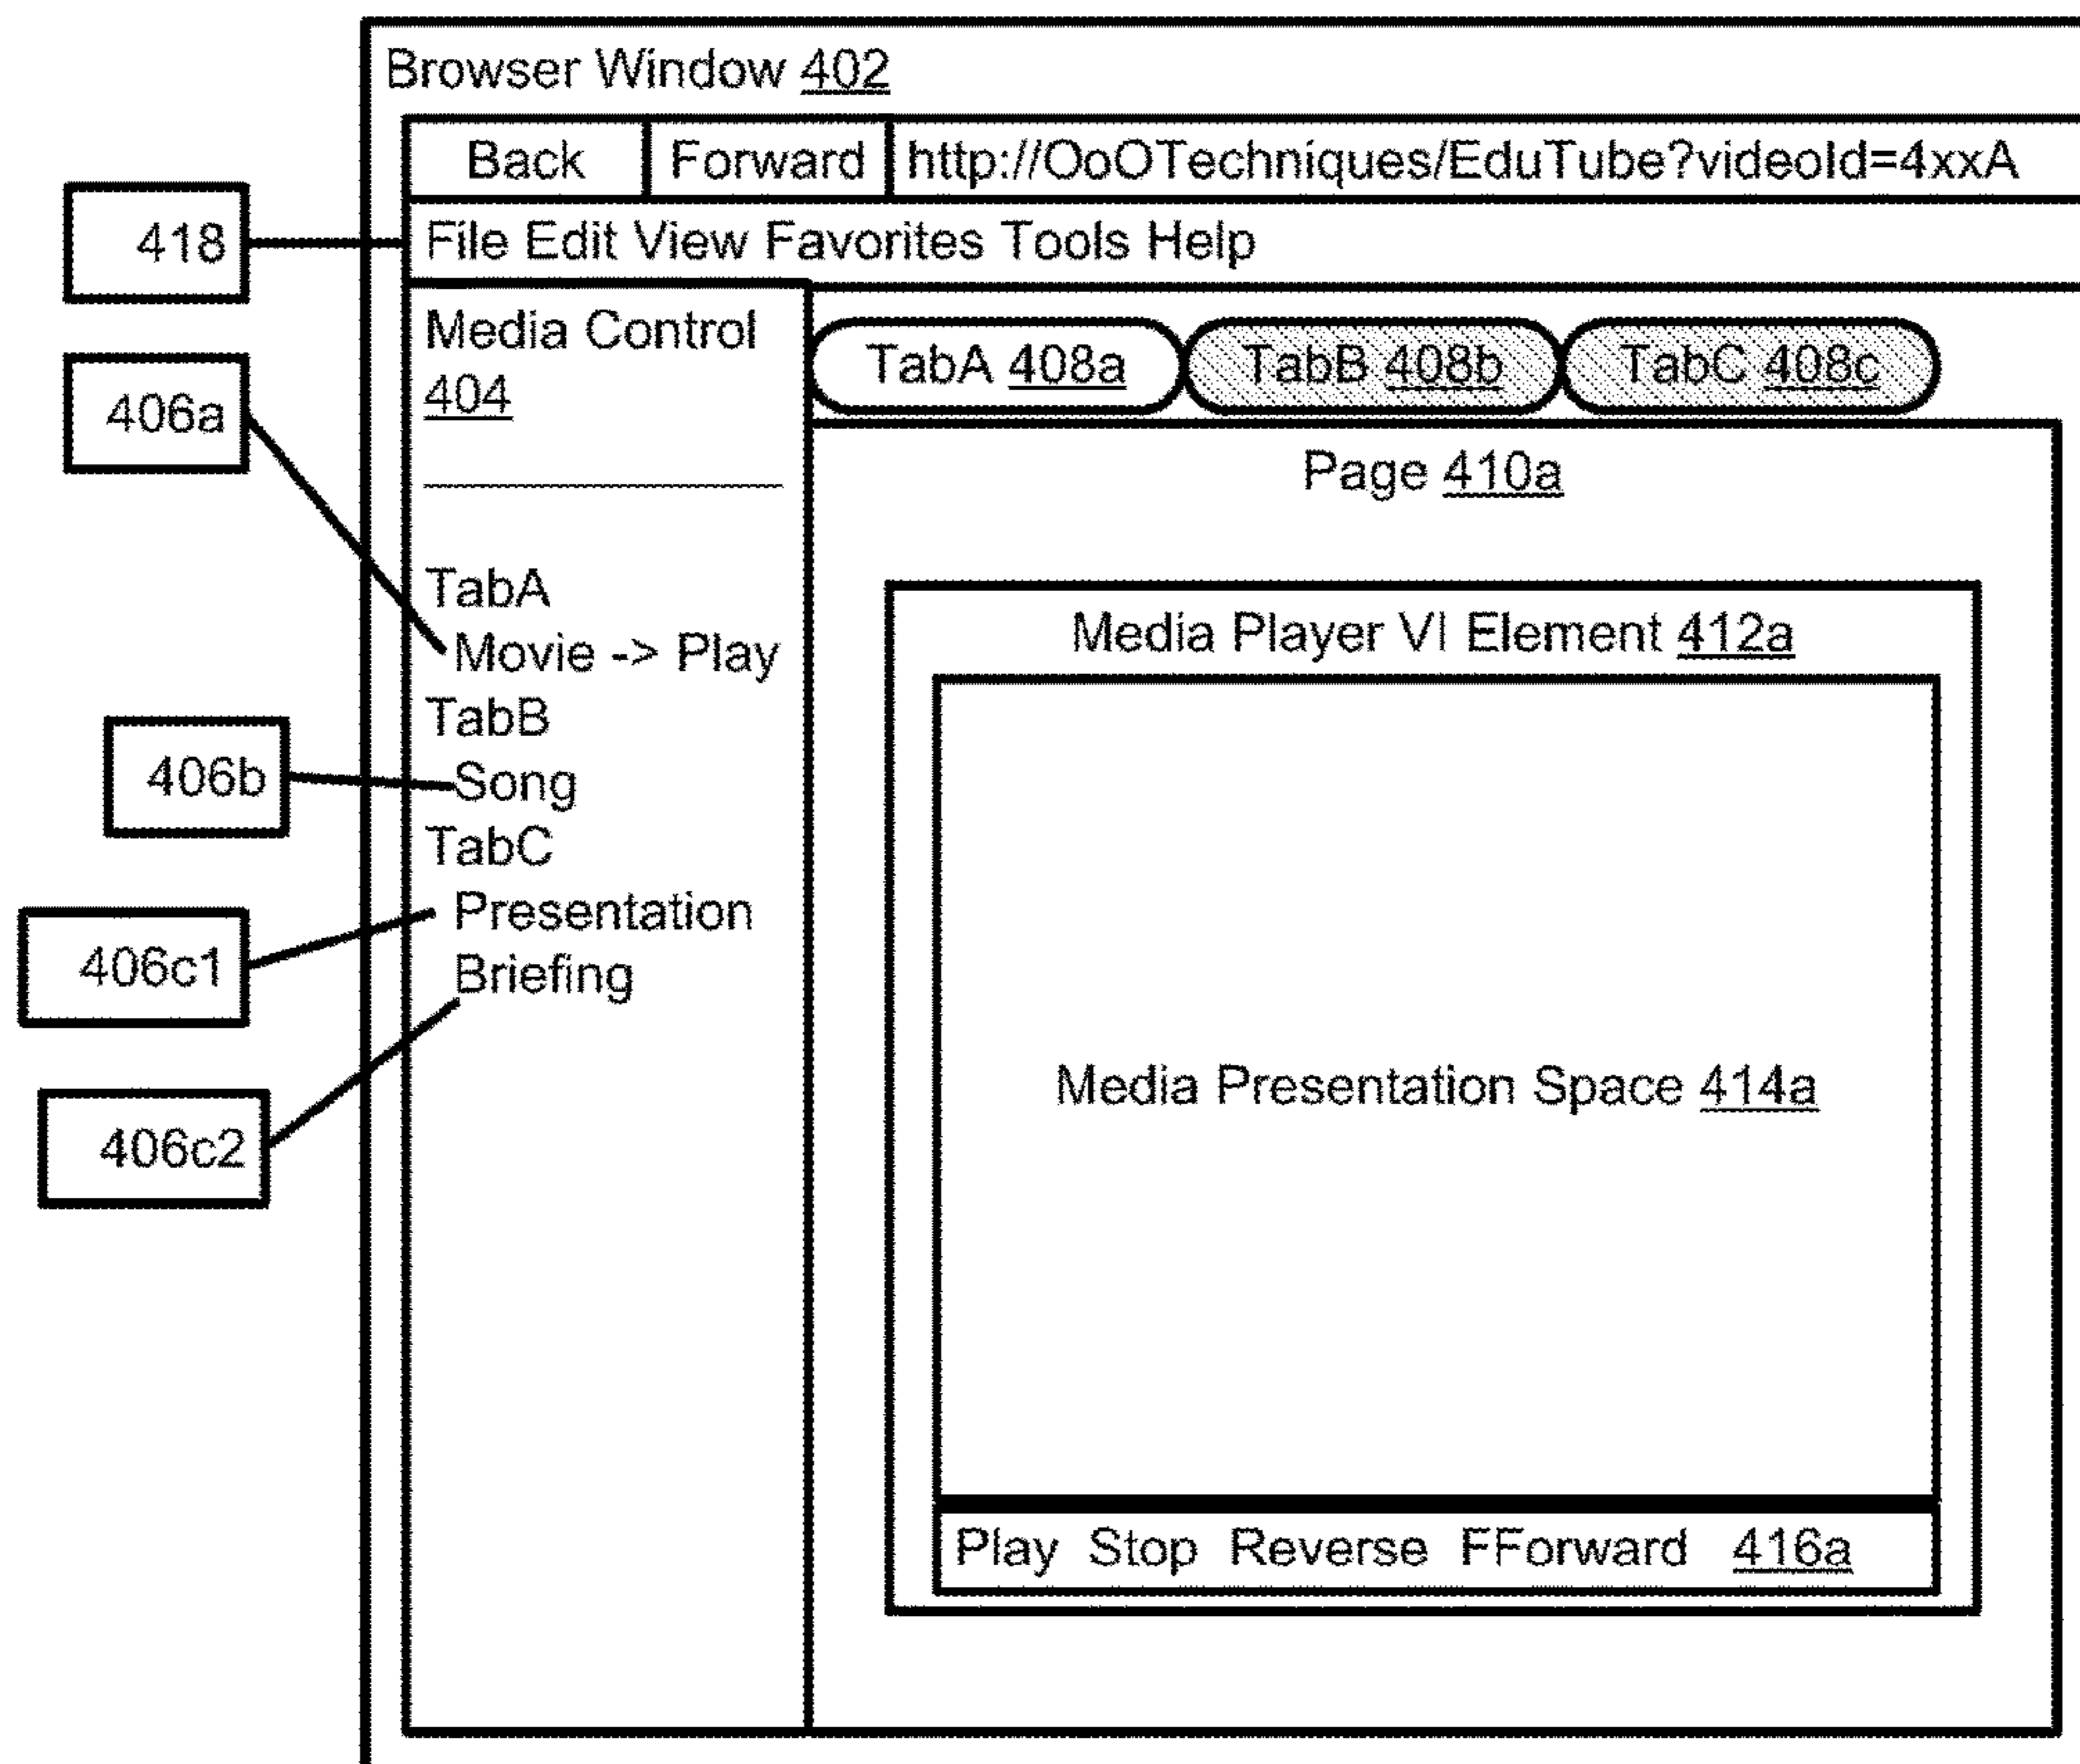 Browser Window 402
Back Forward http://OoOTechniques/EduTube?videoId=4xxA
418
File Edit View Favorites Tools Help
Media Control
404
TabA 408a TabB 408b TabC 408c
406a
Page 410a
TabA
Movie -> Play
TabB
406b
Song
TabC
Presentation
406c1
Briefing
406c2
Media Player VI Element 412a
Media Presentation Space 414a
Play Stop Reverse FForward 416a